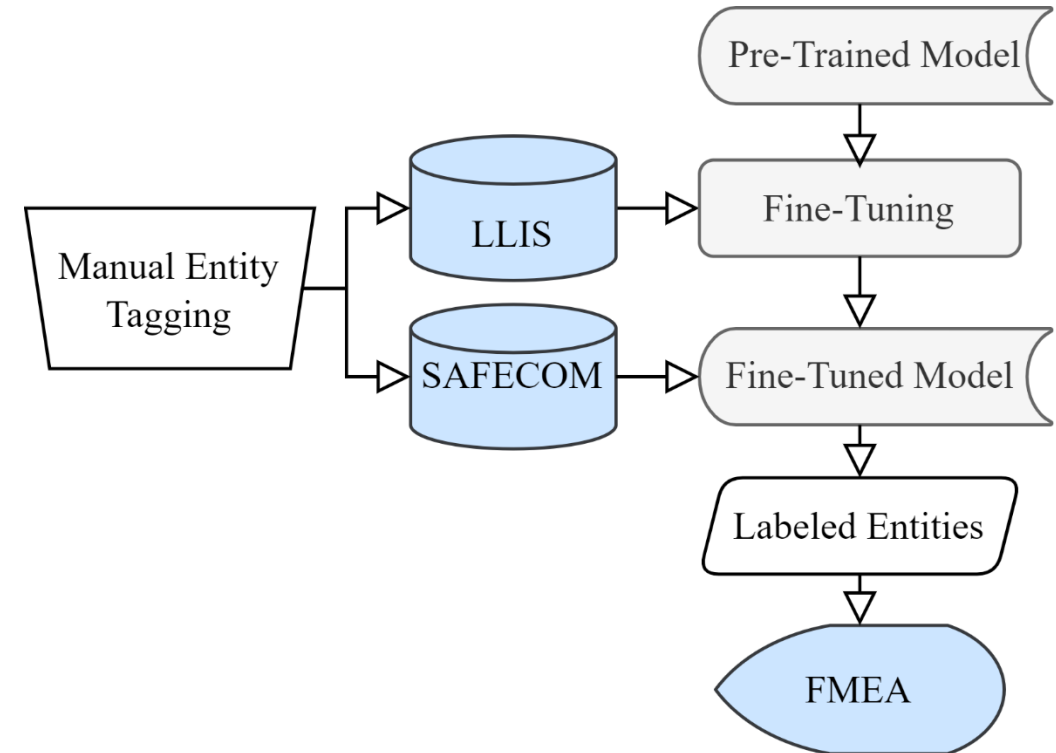 Pre-Trained Model
Manual Entity
Tagging
LLIS
Fine-Tuning
SAFECOM
Fine-Tuned Model
Labeled Entities
FMEA